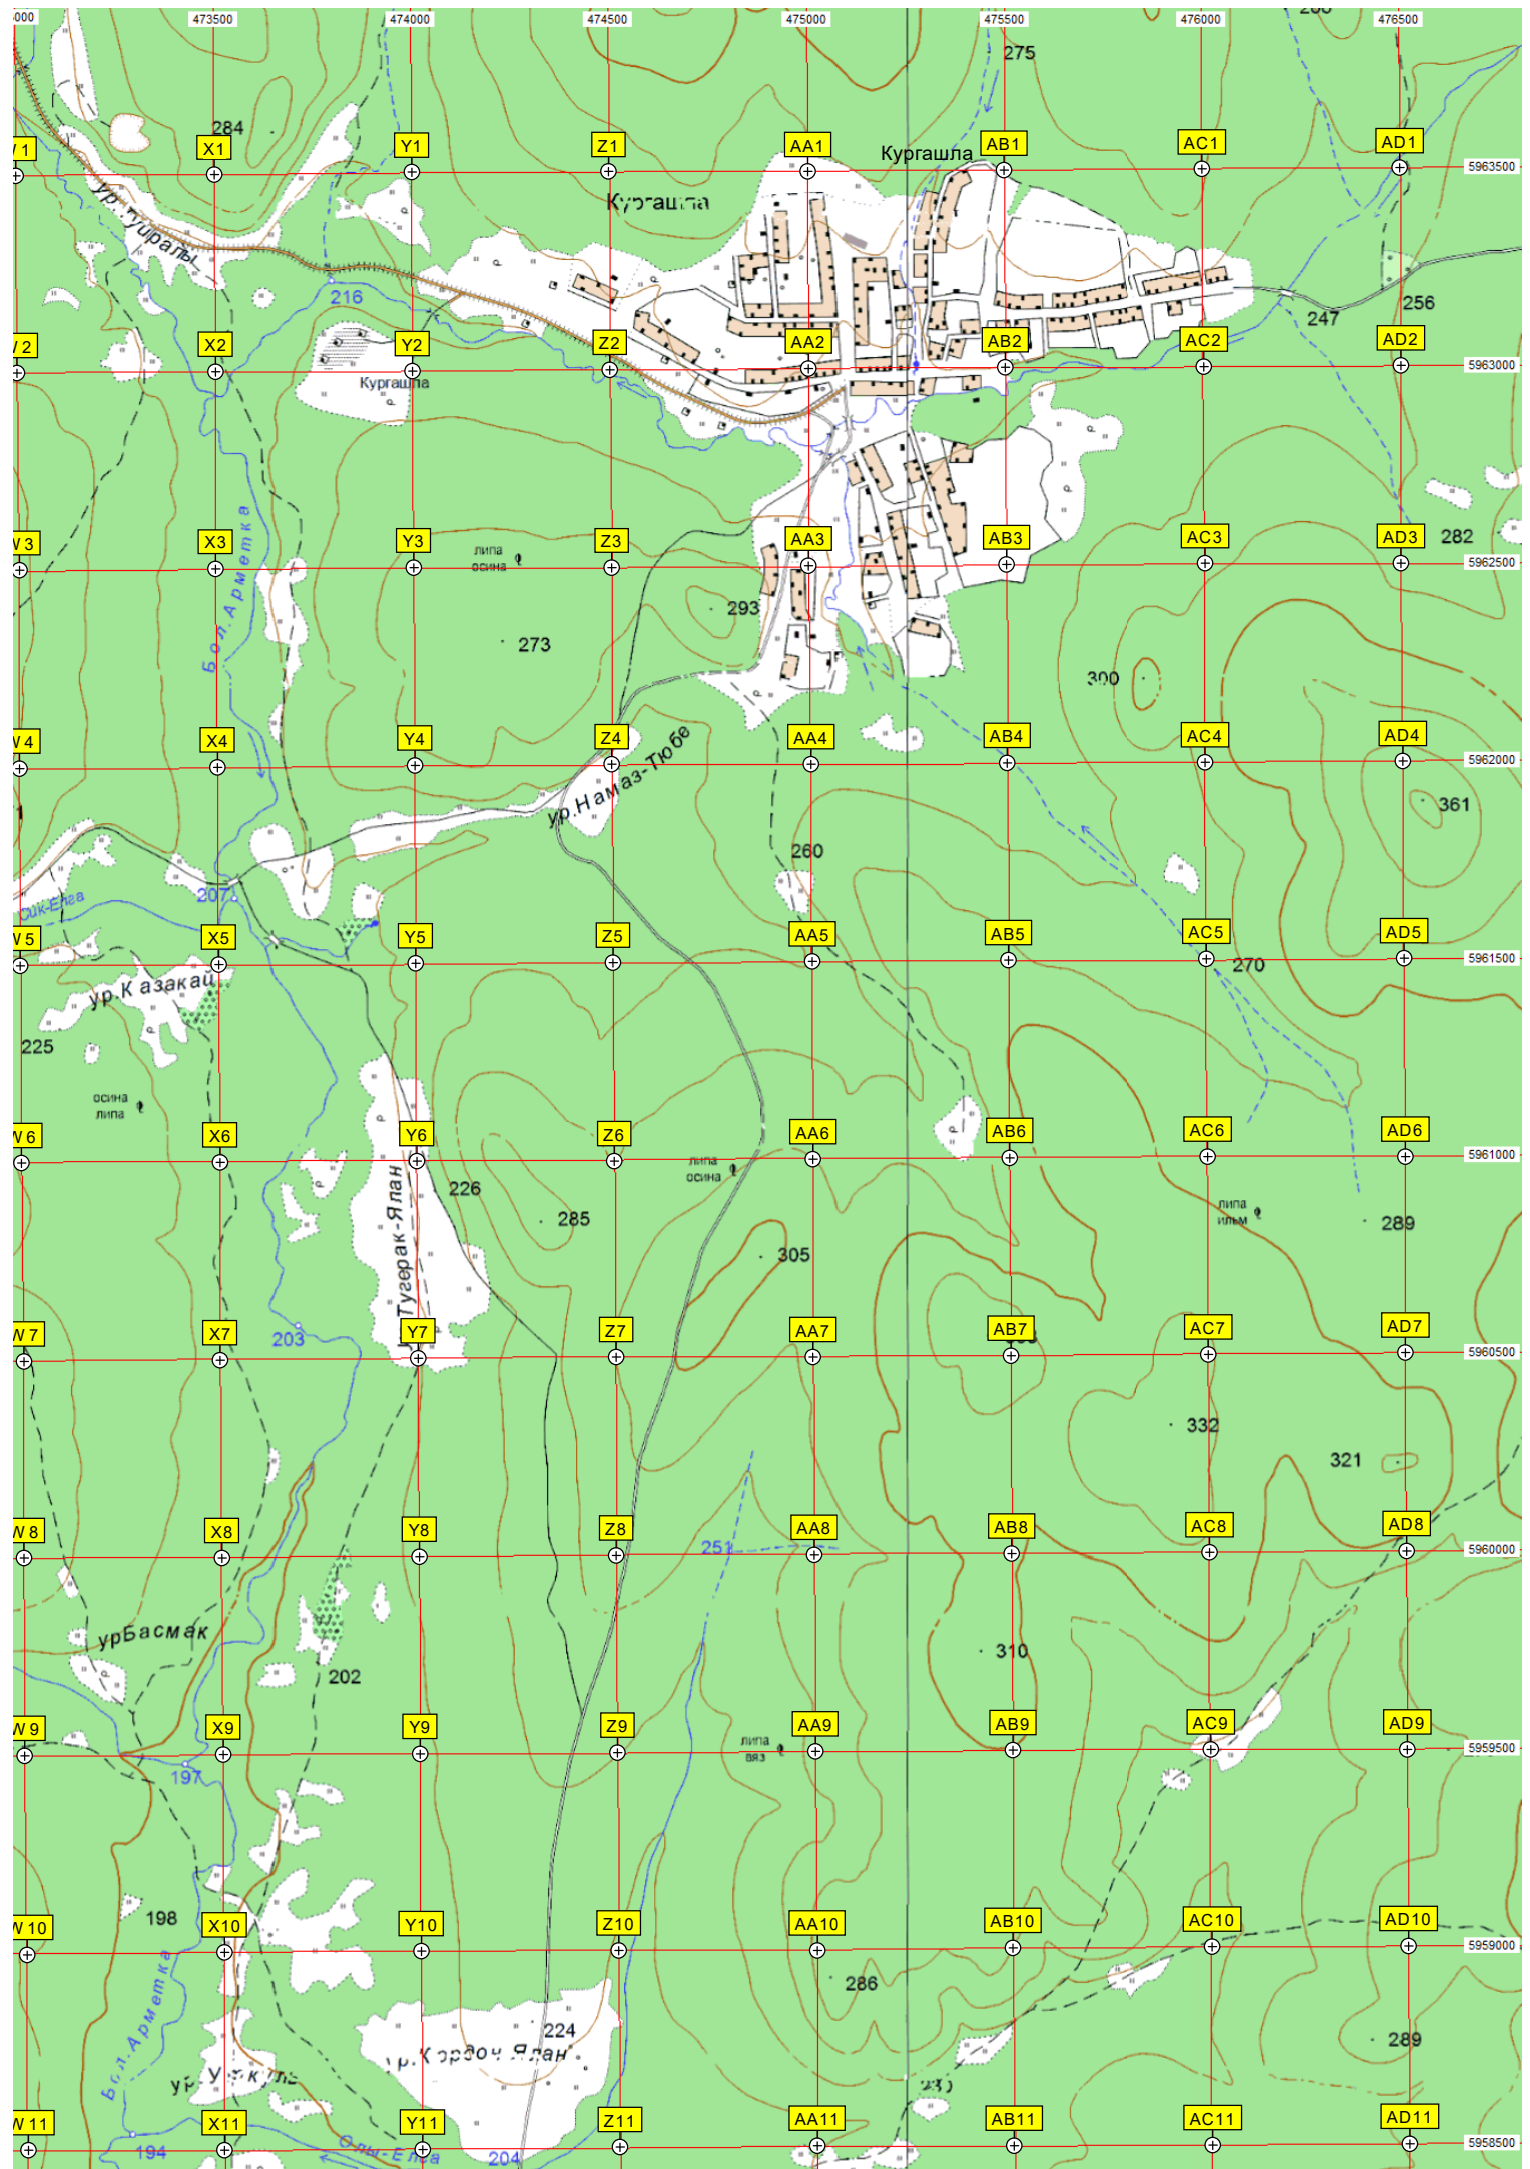 473500 474000 474500 475000 475500 476000 476500
275
284
X1 Y1 Z1 AA1 Кургашла AB1 AC1 AD1
5963500
Кургашла
216
256
247
X2 Y2 Z2 AA2 AB2 AC2 AD2
5963000
Кургашла
Бол. Арметка
282
X3 Y3 Z3 AA3 AB3 AC3 AD3
5962500
липа
осина
293
273
300
X4 Y4 Z4 AA4 AB4 AC4 AD4
5962000
ур.Намаз-Тюбе
361
260
207
X5 Y5 Z5 AA5 AB5 AC5 AD5
5961500
270
ур.Казакай
225
осина
липа
X6 Y6 Z6 AA6 AB6 AC6 AD6
5961000
липа
осина
226
285
липа
ильм
289
305
Тугерак-Ялан
203
X7 Y7 Z7 AA7 AB7 AC7 AD7
5960500
332
321
X8 Y8 Z8 AA8 AB8 AC8 AD8
5960000
251
урБасмак
310
202
X9 Y9 Z9 AA9 AB9 AC9 AD9
5959500
липа
вяз
197
198
X10 Y10 Z10 AA10 AB10 AC10 AD10
5959000
Бол. Арметка
286
224
289
X11 Y11 Z11 AA11 AB11 AC11 AD11
5958500
194
Олы-Елга
204